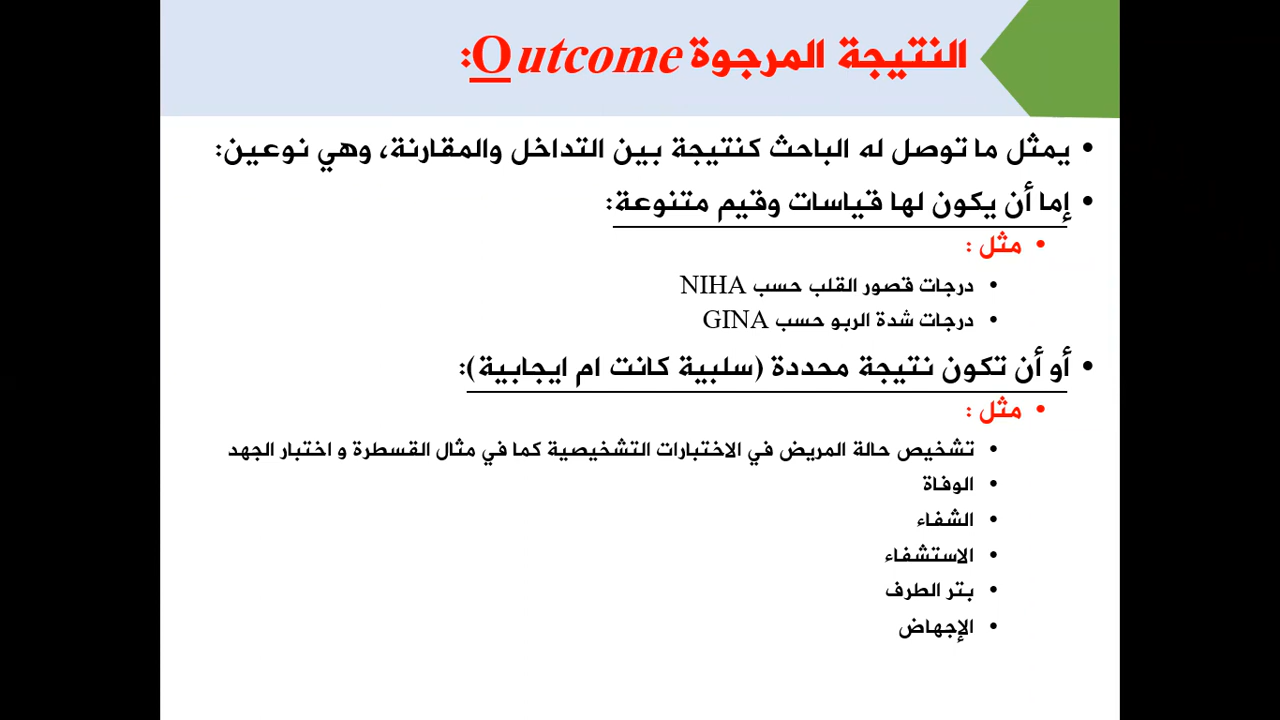 النتيجة المرجوة Outcome:
• يمثل ما توصل له الباحث كنتيجة بين التداخل والمقارنة، وهي نوعين:
• إما أن يكون لها قياسات وقيم متنوعة:
• مثل :
• درجات قصور القلب حسب NIHA
• درجات شدة الربو حسب GINA
• أو أن تكون نتيجة محددة (سلبية كانت ام ايجابية):
• مثل :
• تشخيص حالة المريض في الاختبارات التشخيصية كما في مثال القسطرة و اختبار الجهد
• الوفاة
• الشفاء
• الاستشفاء
• بتر الطرف
• الإجهاض